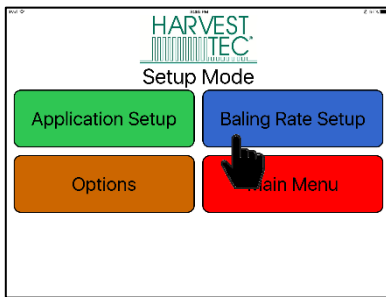 HARVEST
TEC
Setup Mode
Application Setup
Baling Rate Setup
Options
Main Menu